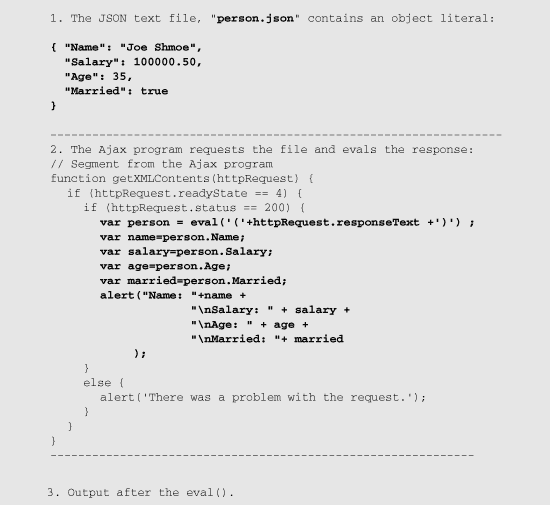 1. The JSON text file, "person.json" contains an object literal:
{ "Name": "Joe Shmoe",
"Salary": 100000.50,
"Age": 35,
"Married": true
}
----------------------------------------------------------------
2. The Ajax program requests the file and evals the response:
// Segment from the Ajax program
function getXMLContents(httpRequest) {
if (httpRequest.readyState == 4) {
if (httpRequest.status == 200) {
var person = eval('('+httpRequest.responseText +')') ;
var name=person.Name;
var salary=person.Salary;
var age=person.Age;
var married=person.Married;
alert("Name: "+name +
"\nSalary: " + salary +
"\nAge: " + age +
"\nMarried: "+ married
);
}
else {
alert('There was a problem with the request.');
}
}
}
------------------------------------------------------------
3. Output after the eval().